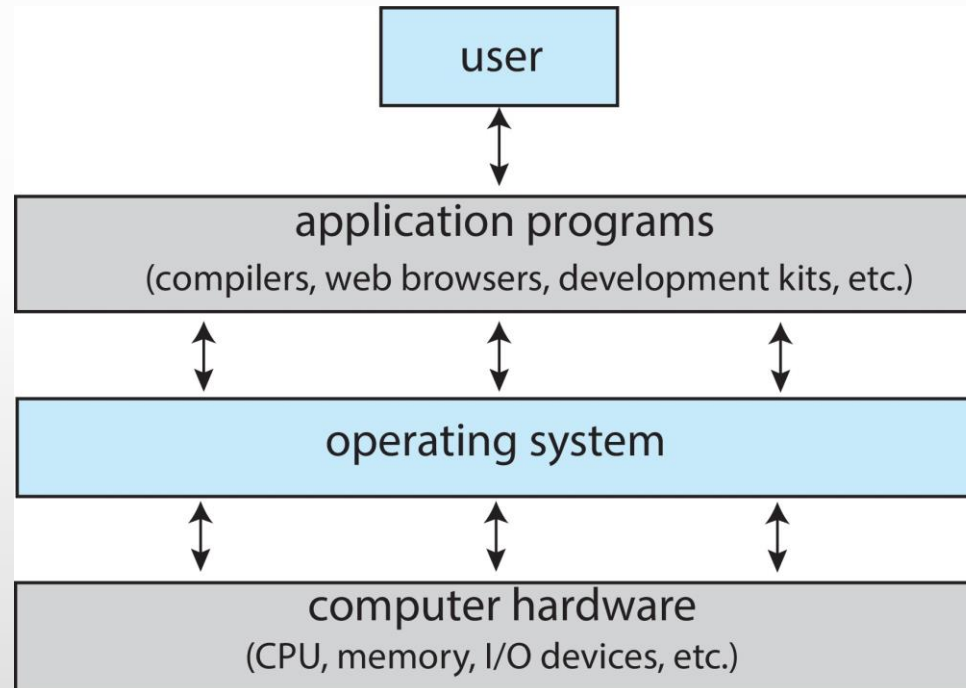 user
application programs
(compilers, web browsers, development kits, etc.)
operating system
computer hardware
(CPU, memory, I/O devices, etc.)